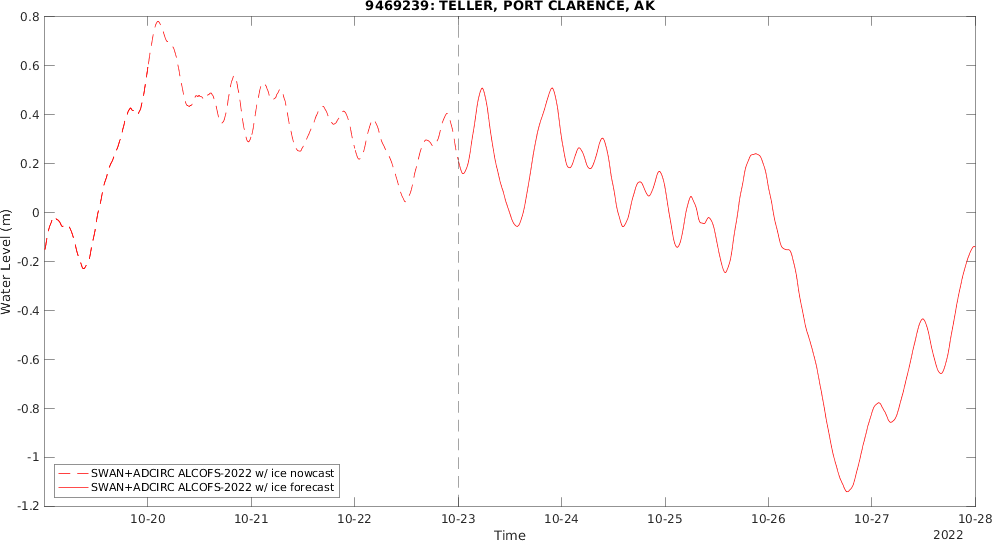 9469239: TELLER, PORT CLARENCE, AK
0.8
0.6
0.4
0.2
0
-0.2
-0.4
-0.6
-0.8
-1
-1.2
Water Level (m)
SWAN+ADCIRC ALCOFS-2022 w/ ice nowcast
SWAN+ADCIRC ALCOFS-2022 w/ ice forecast
10-20 10-21 10-22 10-23 10-24 10-25 10-26 10-27 10-28
Time
2022